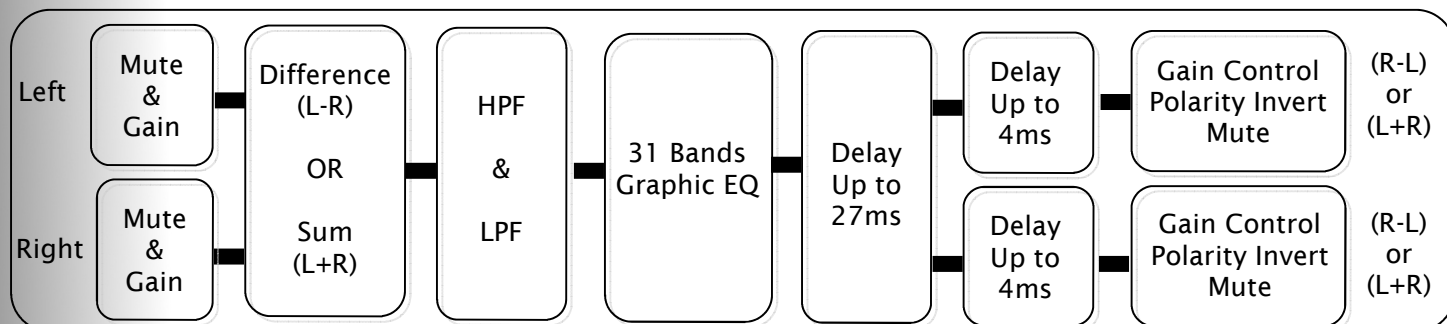 Left
Mute
&
Gain
Right
Mute
&
Gain
Difference
(L-R)
OR
Sum
(L+R)
HPF
&
LPF
31 Bands
Graphic EQ
Delay
Up to
27ms
Delay
Up to
4ms
Gain Control
Polarity Invert
Mute
(R-L)
or
(L+R)
Delay
Up to
4ms
Gain Control
Polarity Invert
Mute
(R-L)
or
(L+R)